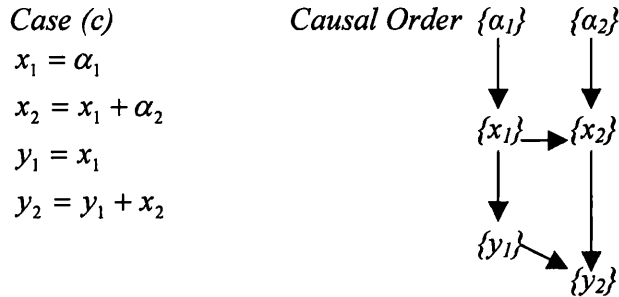 Case (c) Causal Order {α₁} {α₂}
x₁ = α₁
x₂ = x₁ + α₂ {x₁} {x₂}
y₁ = x₁
y₂ = y₁ + x₂
{y₁}
{y₂}